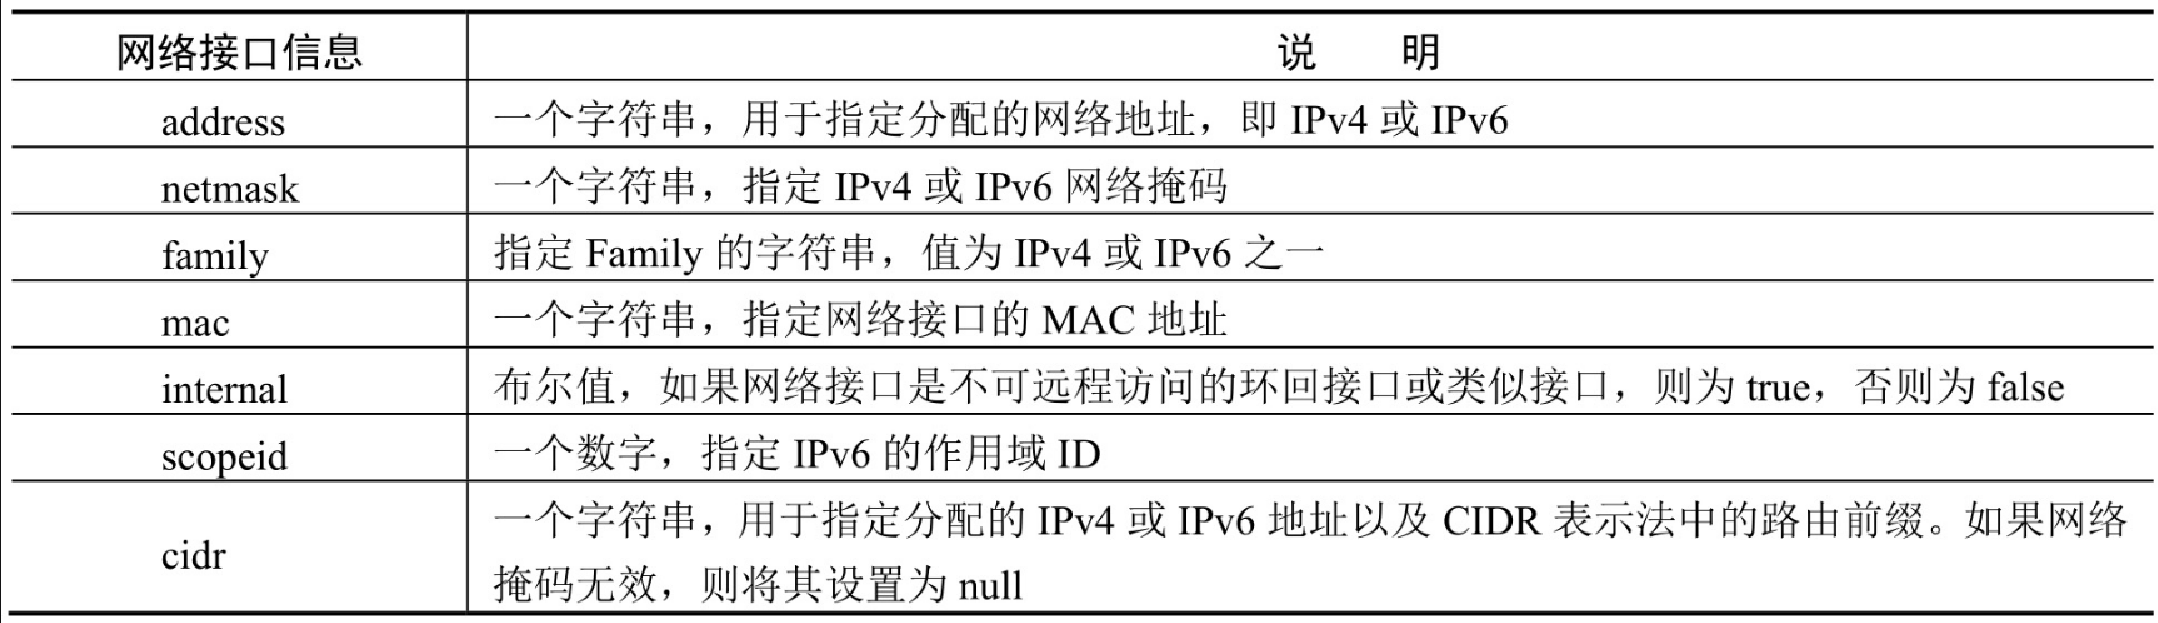 网络接口信息 说 明
address 一个字符串，用于指定分配的网络地址，即 IPv4 或 IPv6
netmask 一个字符串，指定 IPv4 或 IPv6 网络掩码
family 指定 Family 的字符串，值为 IPv4 或 IPv6 之一
mac 一个字符串，指定网络接口的 MAC 地址
internal 布尔值，如果网络接口是不可远程访问的环回接口或类似接口，则为 true，否则为 false
scopeid 一个数字，指定 IPv6 的作用域 ID
cidr 一个字符串，用于指定分配的 IPv4 或 IPv6 地址以及 CIDR 表示法中的路由前缀。如果网络
掩码无效，则将其设置为 null